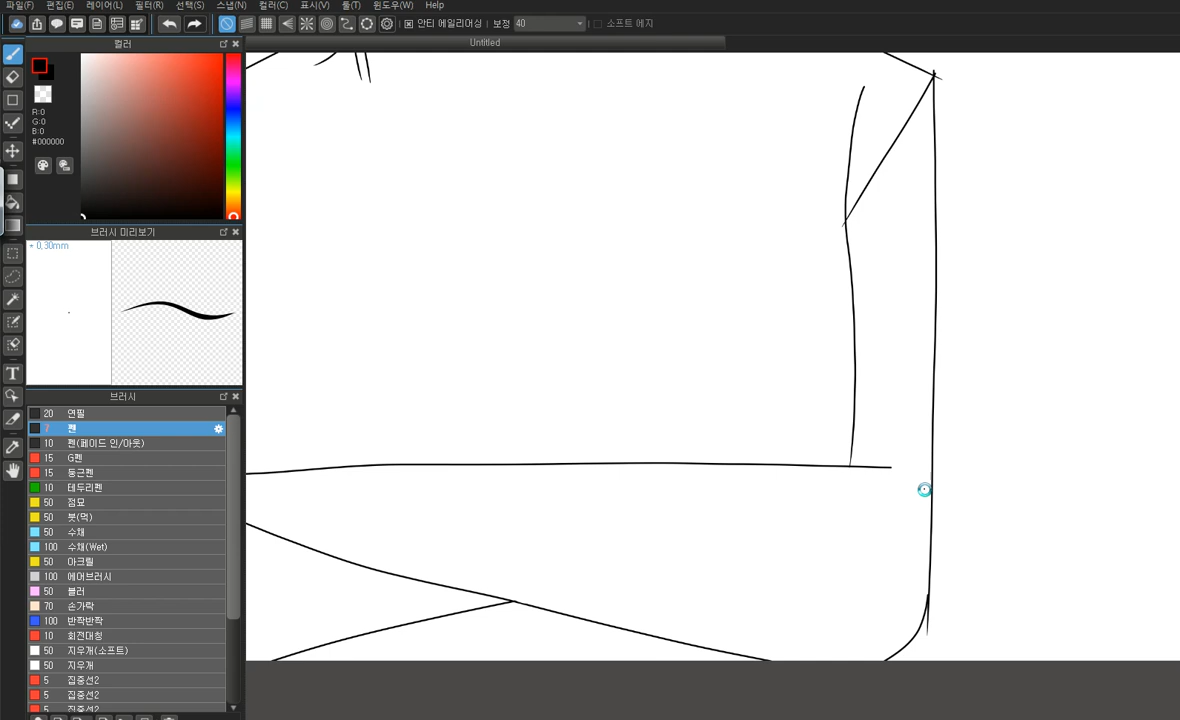 파일(F) 편집(E) 레이어(L) 필터(R) 선택(S) 스냅(N) 컬러(C) 표시(V) 툴(T) 윈도우(W) Help
안티 에일리어싱 보정 40 소프트 에지
컬러
Untitled
R:0
G:0
B:0
#000000
브러시 미리보기
0.30mm
브러시
20 연필
7 펜
10 펜(페이드 인/아웃)
15 G펜
15 둥근펜
10 테두리펜
50 점묘
50 붓(먹)
50 수채
100 수채(Wet)
50 아크릴
100 에어브러시
50 블러
70 손가락
100 반짝반짝
10 회전대칭
50 지우개(소프트)
50 지우개
5 집중선2
5 집중선2
5 집중선2
T